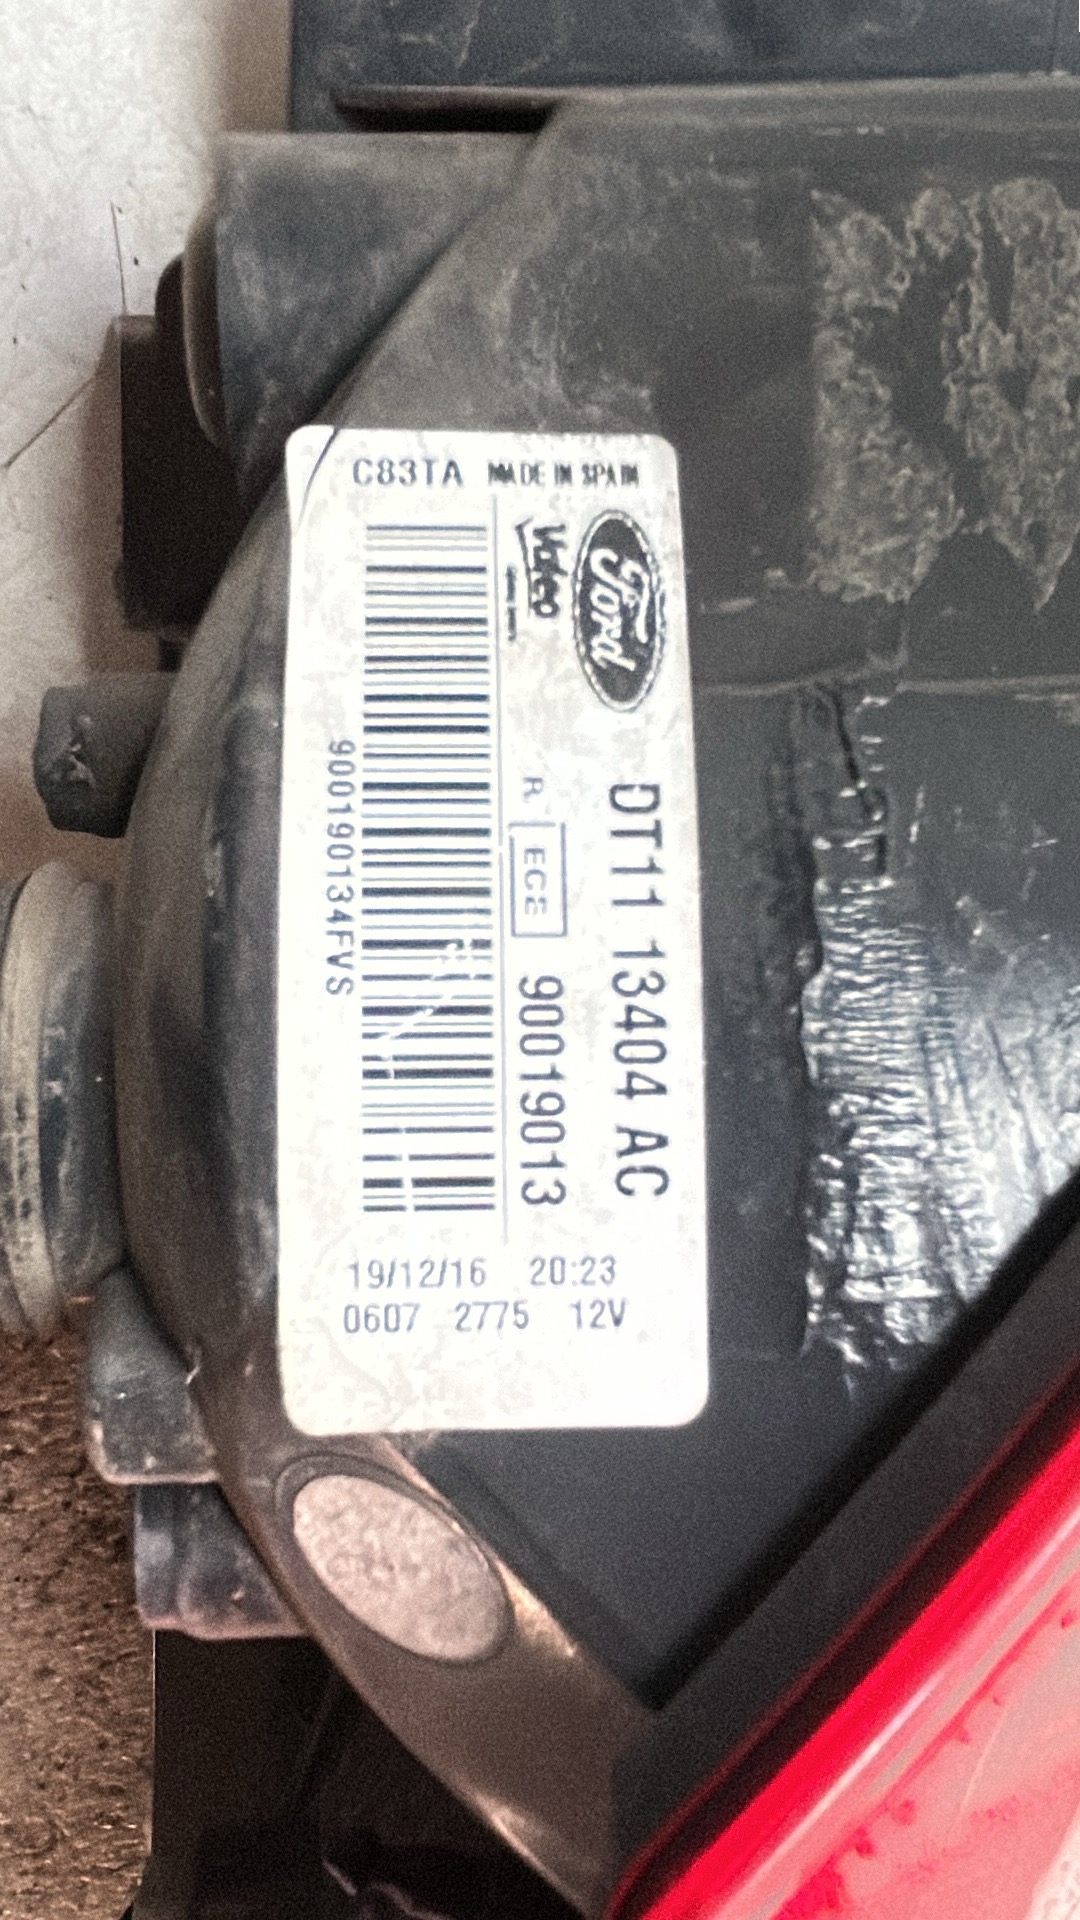 C83TA MADE IN SPAIN
Ford
Valeo
DT11 13404 AC
R ECE 90019013
900190134FVS
19/12/16 20:23
0607 2775 12V